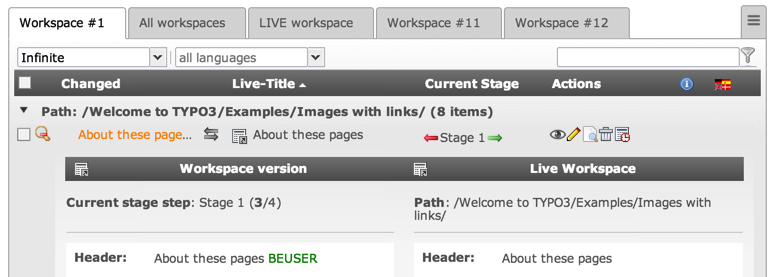 Workspace #1 All workspaces LIVE workspace Workspace #11 Workspace #12
Infinite all languages
Changed Live-Title Current Stage Actions
Path: /Welcome to TYPO3/Examples/Images with links/ (8 items)
About these page... About these pages Stage 1
Workspace version Live Workspace
Current stage step: Stage 1 (3/4) Path: /Welcome to TYPO3/Examples/Images with
links/
Header: About these pages BEUSER Header: About these pages